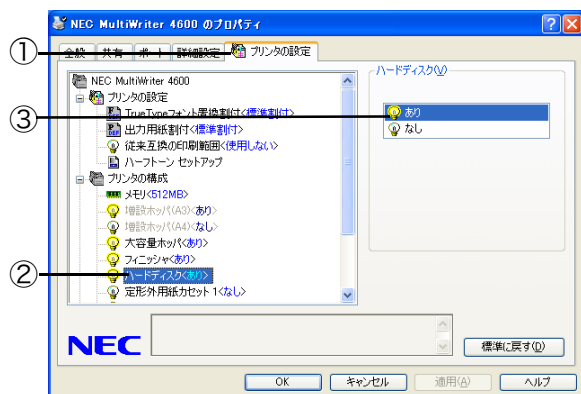 NEC MultiWriter 4600 のプロパティ
①
全般 共有 ポート 詳細設定 プリンタの設定
NEC MultiWriter 4600
プリンタの設定
③
TrueTypeフォント置換割付<標準割付>
出力用紙割付<標準割付>
従来互換の印刷範囲<使用しない>
ハーフトーン セットアップ
プリンタの構成
メモリ<512MB>
増設ホッパ(A3)<あり>
増設ホッパ(A4)<なし>
大容量ホッパ<あり>
フィニッシャ<あり>
②
ハードディスク<あり>
定形外用紙カセット 1<なし>
ハードディスク(V)
あり
なし
NEC
標準に戻す(D)
OK キャンセル 適用(A) ヘルプ